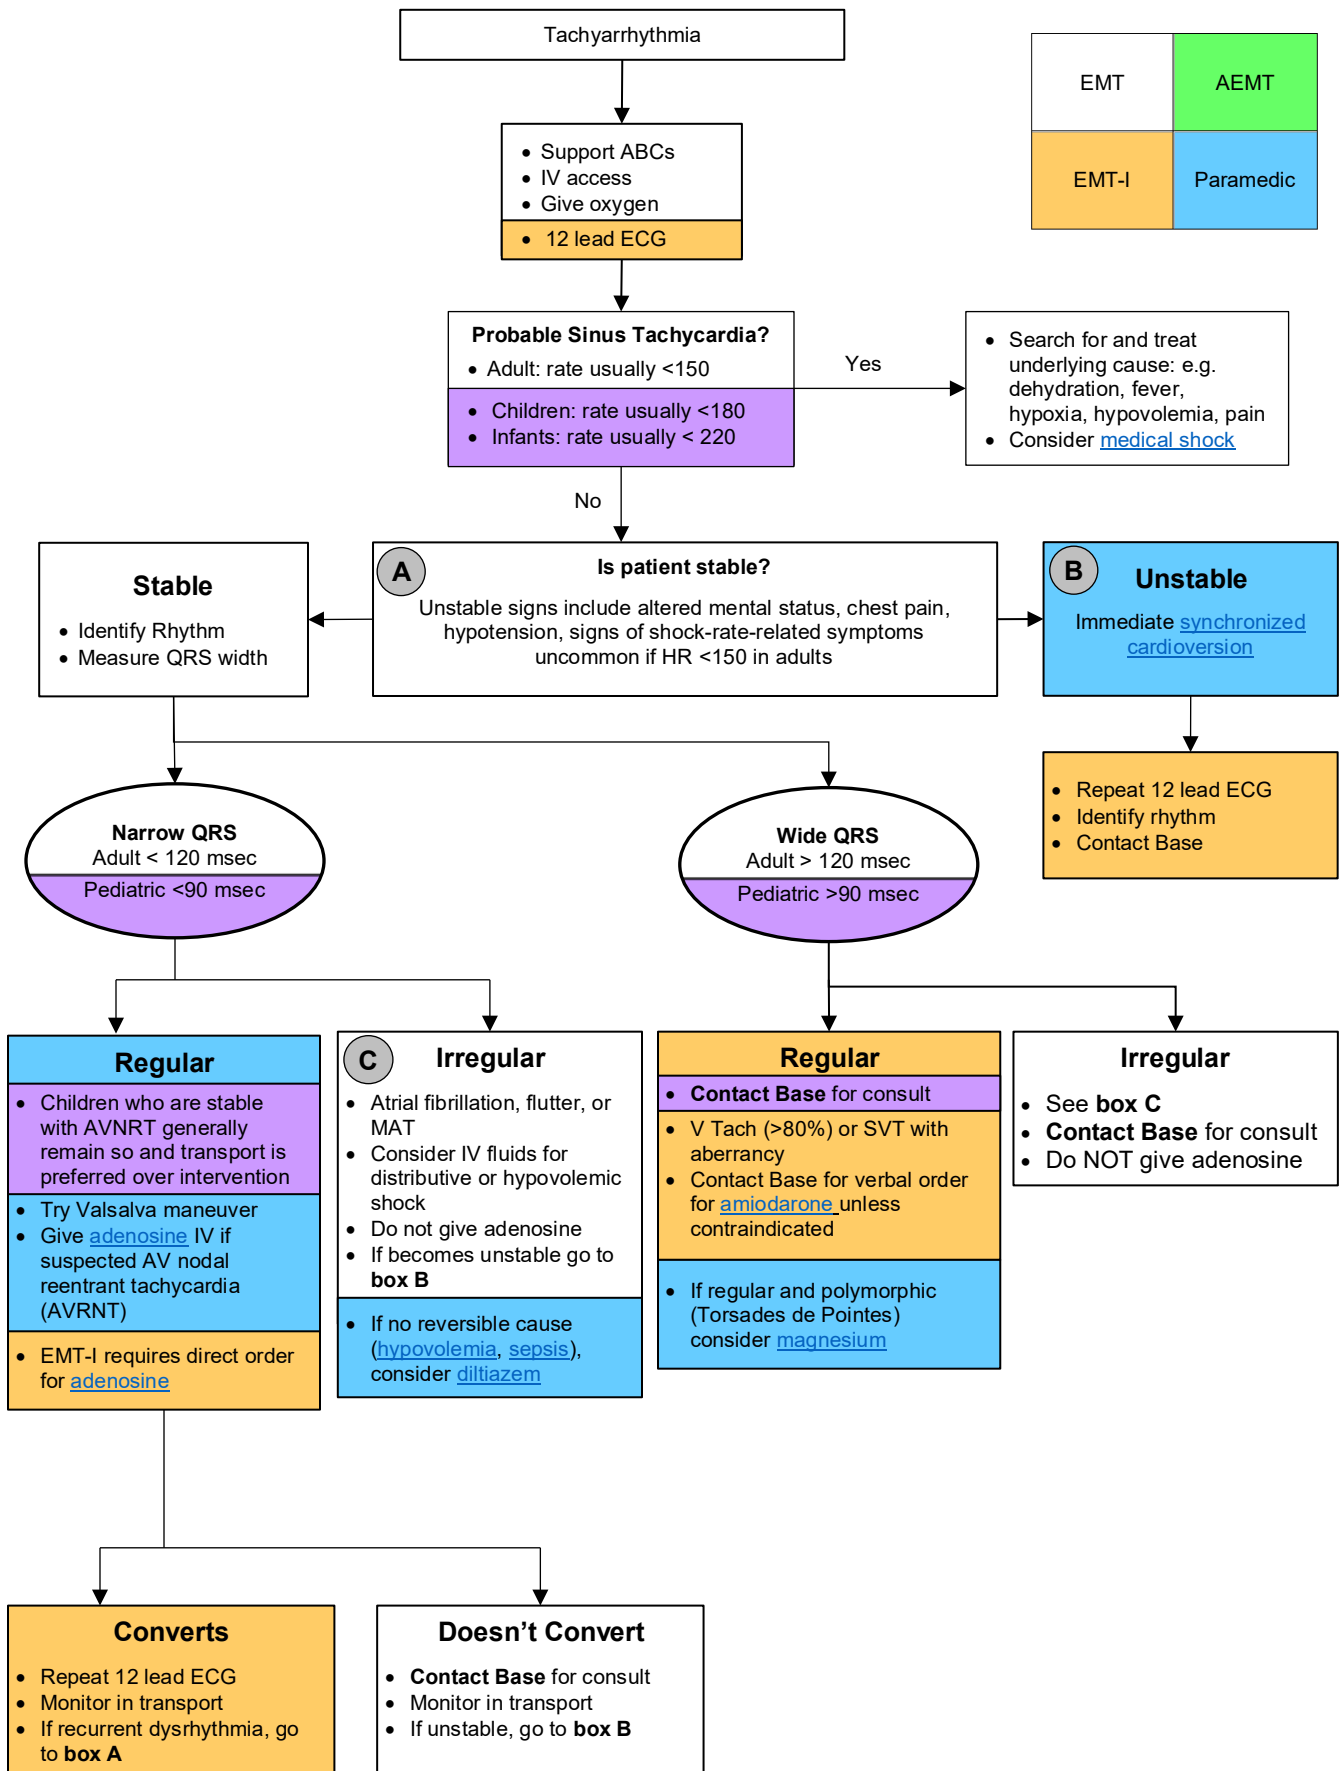 Tachyarrhythmia
EMT
AEMT
EMT-I
Paramedic
• Support ABCs
• IV access
• Give oxygen
• 12 lead ECG
Probable Sinus Tachycardia?
• Adult: rate usually <150
• Children: rate usually <180
• Infants: rate usually < 220
Yes
• Search for and treat
underlying cause: e.g.
dehydration, fever,
hypoxia, hypovolemia, pain
• Consider medical shock
No
Stable
• Identify Rhythm
• Measure QRS width
A
Is patient stable?
Unstable signs include altered mental status, chest pain,
hypotension, signs of shock-rate-related symptoms
uncommon if HR <150 in adults
B
Unstable
Immediate synchronized
cardioversion
• Repeat 12 lead ECG
• Identify rhythm
• Contact Base
Narrow QRS
Adult < 120 msec
Pediatric <90 msec
Wide QRS
Adult > 120 msec
Pediatric >90 msec
Regular
• Children who are stable
with AVNRT generally
remain so and transport is
preferred over intervention
• Try Valsalva maneuver
• Give adenosine IV if
suspected AV nodal
reentrant tachycardia
(AVRNT)
• EMT-I requires direct order
for adenosine
C
Irregular
• Atrial fibrillation, flutter, or
MAT
• Consider IV fluids for
distributive or hypovolemic
shock
• Do not give adenosine
• If becomes unstable go to
box B
• If no reversible cause
(hypovolemia, sepsis),
consider diltiazem
Regular
• Contact Base for consult
• V Tach (>80%) or SVT with
aberrancy
• Contact Base for verbal order
for amiodarone unless
contraindicated
• If regular and polymorphic
(Torsades de Pointes)
consider magnesium
Irregular
• See box C
• Contact Base for consult
• Do NOT give adenosine
Converts
• Repeat 12 lead ECG
• Monitor in transport
• If recurrent dysrhythmia, go
to box A
Doesn’t Convert
• Contact Base for consult
• Monitor in transport
• If unstable, go to box B